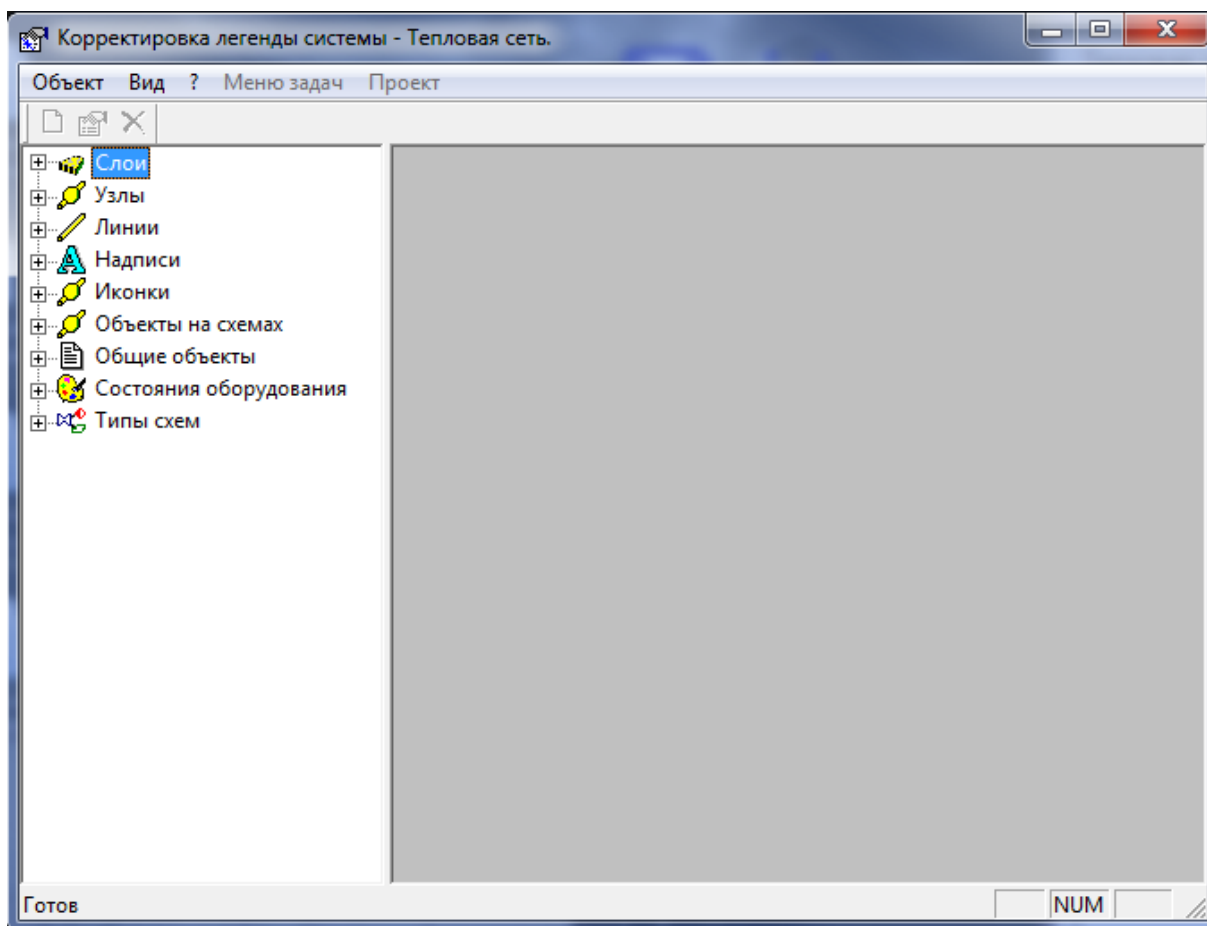 Корректировка легенды системы - Тепловая сеть.
Объект Вид ? Меню задач Проект
Слои
Узлы
Линии
Надписи
Иконки
Объекты на схемах
Общие объекты
Состояния оборудования
Типы схем
Готов NUM